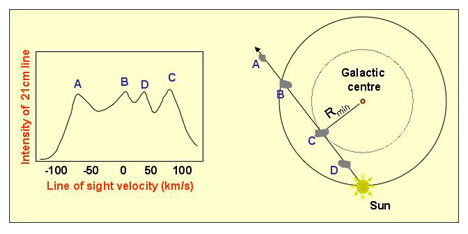 Intensity of 21cm line
A
B
D
C
-100
-50
0
50
100
Line of sight velocity (km/s)
A
B
Galactic
centre
Rmin
C
D
Sun